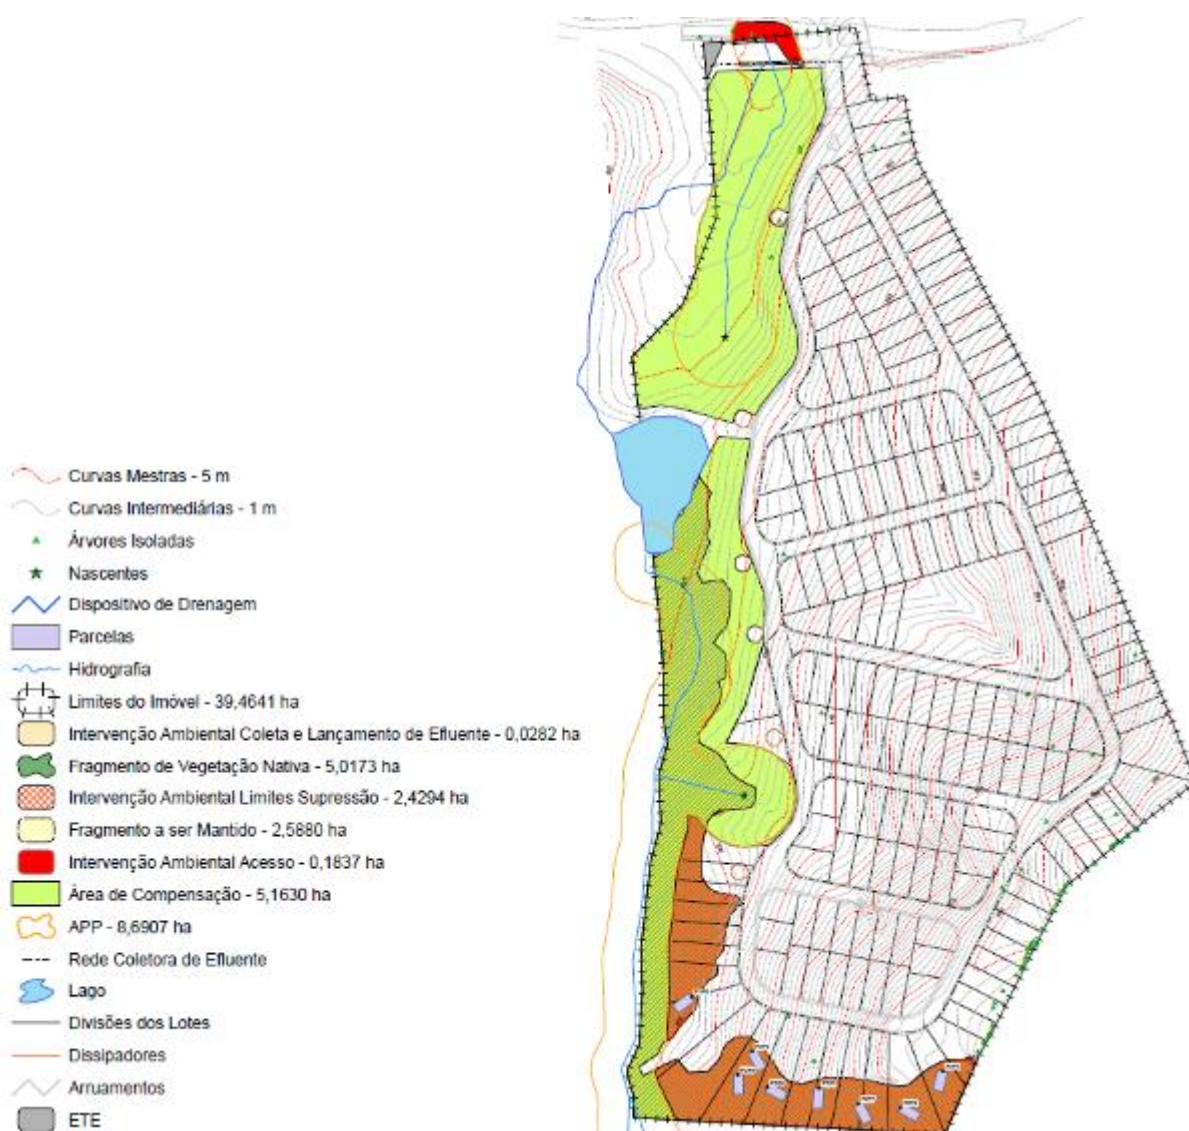 Curvas Mestras - 5 m
Curvas Intermediárias - 1 m
Árvores Isoladas
Nascentes
Dispositivo de Drenagem
Parcelas
Hidrografia
Limites do Imóvel - 39,4641 ha
Intervenção Ambiental Coleta e Lançamento de Efluente - 0,0282 ha
Fragmento de Vegetação Nativa - 5,0173 ha
Intervenção Ambiental Limites Supressão - 2,4294 ha
Fragmento a ser Mantido - 2,5880 ha
Intervenção Ambiental Acesso - 0,1837 ha
Área de Compensação - 5,1630 ha
APP - 8,6907 ha
Rede Coletora de Efluente
Lago
Divisões dos Lotes
Dissipadores
Arruamentos
ETE